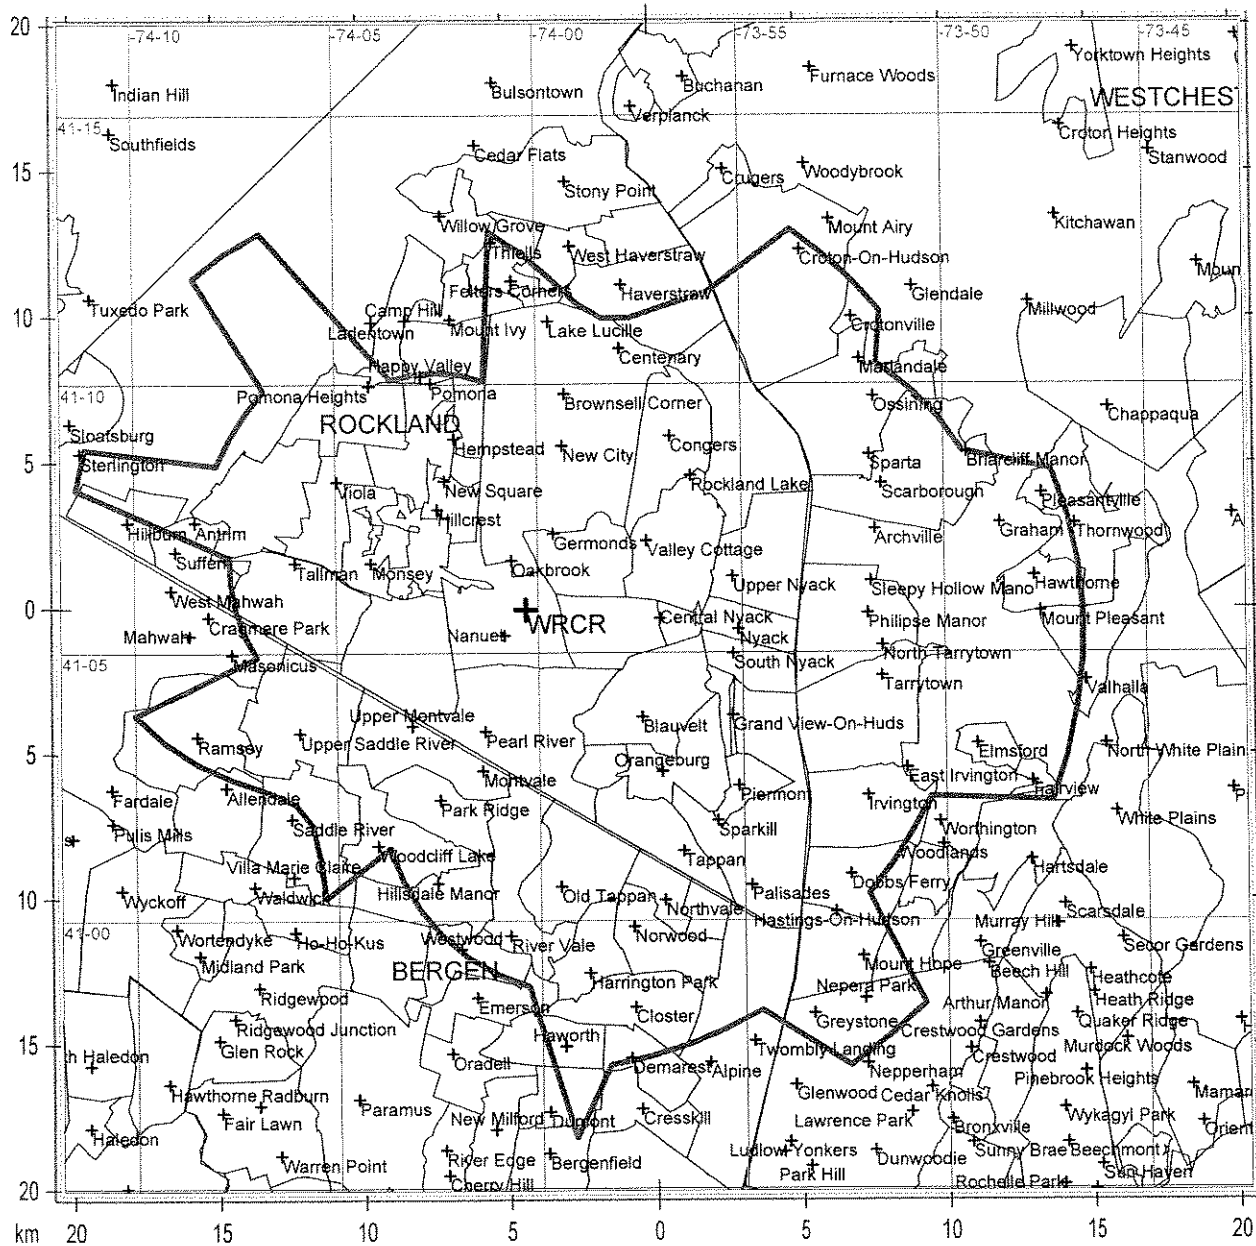 20
-74-10
-74-05
-74-00
-73-55
-73-50
-73-45
Yorktown Heights
Furnace Woods
Buchanan
Bulsontown
Indian Hill
WESTCHEST
Verplanck
41-15
Croton Heights
Southfields
Stanwood
Cedar Flats
15
Crugers
Woodybrook
Stony Point
Willow Grove
Mount Airy
Kitchawan
Thiells
West Haverstraw
Croton-On-Hudson
Moun
Felters Corners
Haverstraw
Glendale
Tuxedo Park
Camp Hill
Millwood
10
Ladentown
Mount Ivy
Lake Lucille
Crotonville
Centenary
Happy Valley
Mariandale
41-10
Pomona Heights
Pomona
Brownsell Corner
Ossining
Chappaqua
ROCKLAND
Sloatsburg
Hempstead
New City
Congers
Sterlington
Sparta
Briarcliff Manor
5
Viola
New Square
Rockland Lake
Scarborough
Pleasantville
Hillburn
Antrim
Hillcrest
Germonds
Archville
Graham
Thornwood
A
Suffern
Valley Cottage
Tallman
Monsey
Oakbrook
Upper Nyack
Sleepy Hollow Mano
Hawthorne
West Mahwah
0
Cragmere Park
WRCR
Central Nyack
Philipse Manor
Mount Pleasant
Mahwah
Nanuet
Nyack
North Tarrytown
41-05
Masonicus
South Nyack
Tarrytown
Valhalla
Upper Montvale
Blauvelt
Grand View-On-Huds
Ramsey
Upper Saddle River
Pearl River
Elmsford
North White Plain
5
Orangeburg
Montvale
East Irvington
Fardale
Allendale
Park Ridge
Piermont
Irvington
Fairview
P
Pulis Mills
Saddle River
Sparkill
Worthington
White Plains
s
Villa Marie Claire
Woodcliff Lake
Tappan
Woodlands
Hartsdale
Wyckoff
Waldwick
Hillsdale Manor
Old Tappan
Palisades
Dobbs Ferry
10
Northvale
Hastings-On-Hudson
Murray Hill
Scarsdale
41-00
Wortendyke
Ho-Ho-Kus
Westwood
River Vale
Norwood
Greenville
Secor Gardens
Midland Park
BERGEN
Mount Hope
Beech Hill
Heathcote
Ridgewood
Harrington Park
Nepera Park
Arthur Manor
Heath Ridge
Emerson
Closter
Greystone
Crestwood Gardens
Quaker Ridge
Ridgewood Junction
Haworth
15
h Haledon
Glen Rock
Oradell
Demarest
Alpine
Twombly Landing
Nepperham
Crestwood
Murdock Woods
Pinebrook Heights
Hawthorne
Radburn
Paramus
Glenwood
Cedar Knolls
Mamar
Haledon
Fair Lawn
New Milford
Dumont
Cresskill
Lawrence Park
Bronxville
Wykagyl Park
Orient
Warren Point
River Edge
Bergenfield
Ludlow
Yonkers
Dunwoodie
Sunny Brae
Beechmont
Cherry Hill
Park Hill
Rochelle Park
Sun Haven
20
km
20
15
10
5
0
5
10
15
20